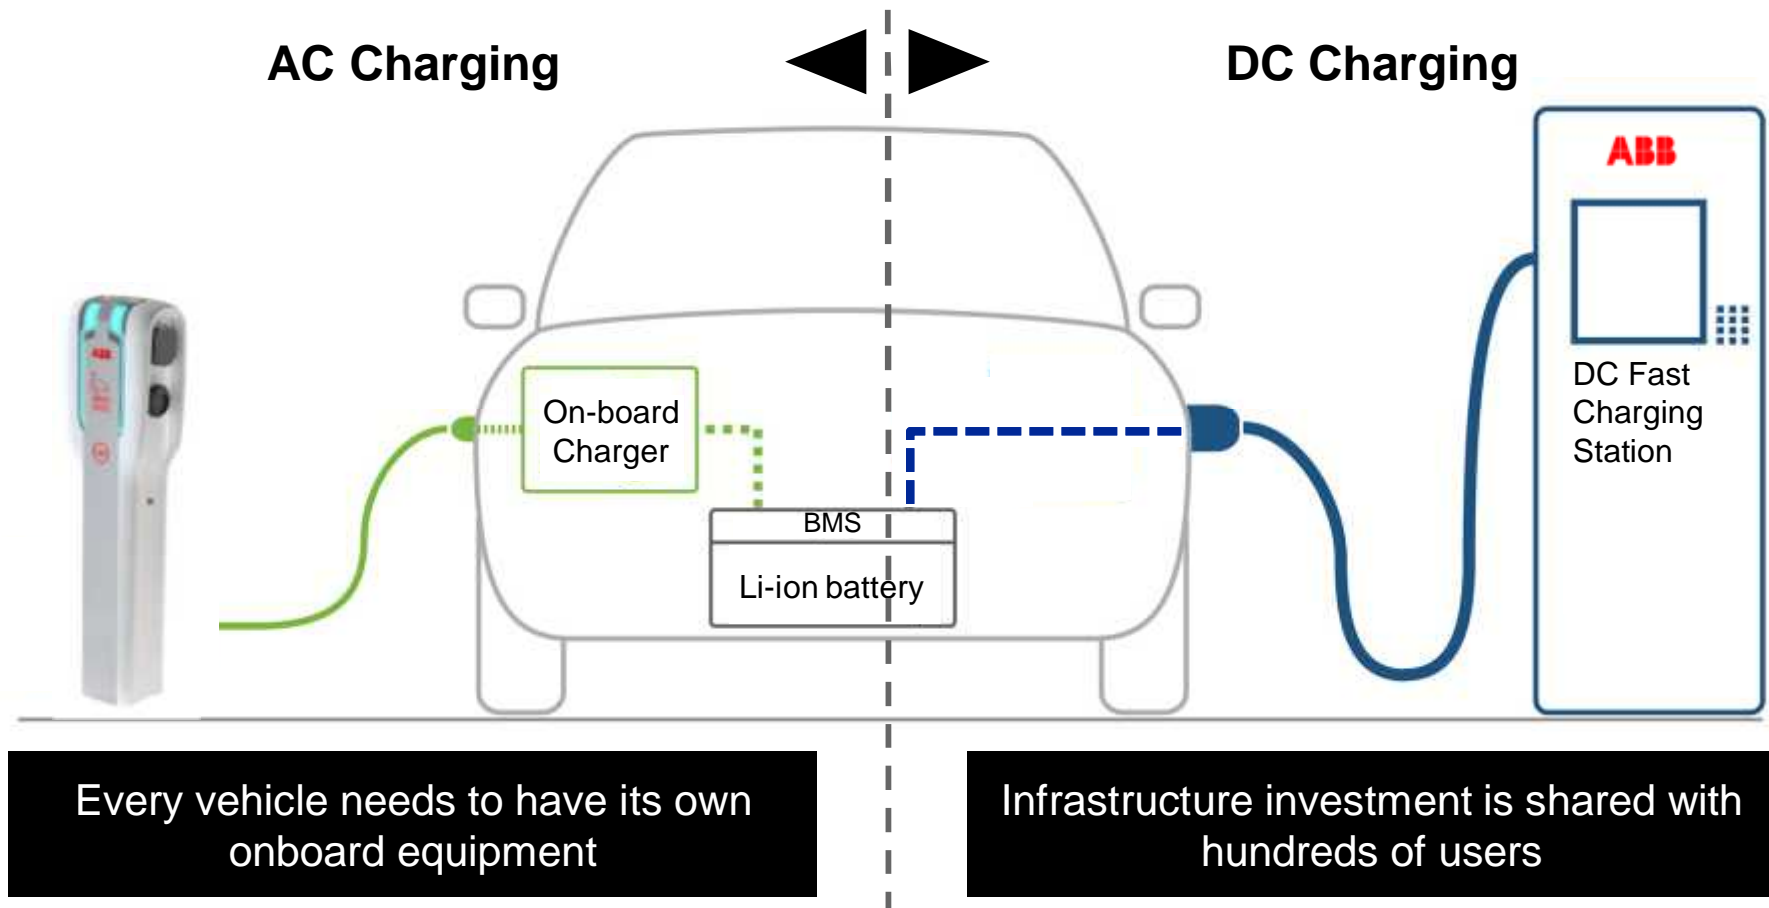 AC Charging
DC Charging
ABB
ABB
On-board
Charger
DC Fast
Charging
Station
BMS
Li-ion battery
Every vehicle needs to have its own
onboard equipment
Infrastructure investment is shared with
hundreds of users